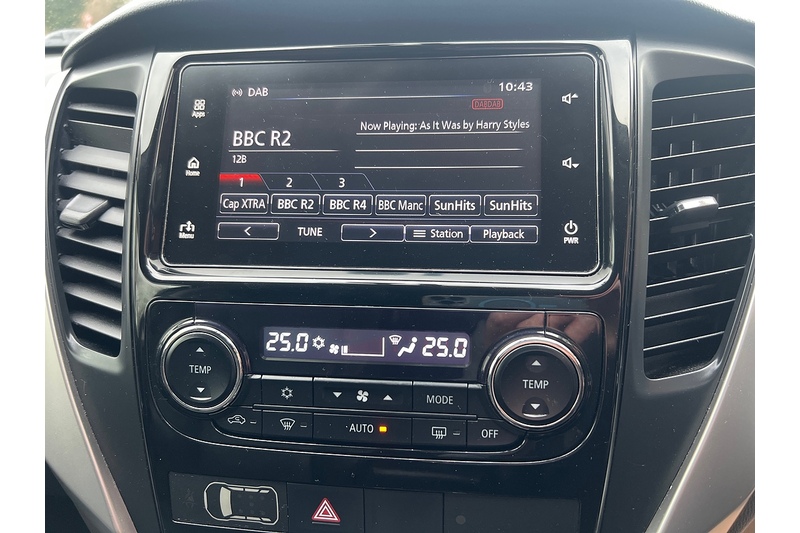 DAB
10:43
DABDAB
Apps
BBC R2
Now Playing: As It Was by Harry Styles
12B
Home
1 2 3
Cap XTRA BBC R2 BBC R4 BBC Manc SunHits SunHits
Menu
< TUNE > Station Playback
PWR
25.0 25.0
TEMP
TEMP
MODE
AUTO
OFF